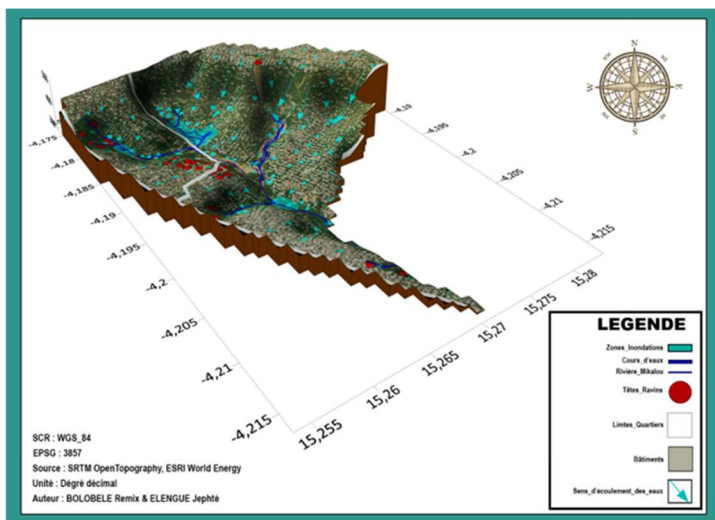 N
E
S
W
-4,175
-4,18
-4,185
-4,19
-4,195
-4,2
-4,205
-4,21
-4,215
15,255
15,26
15,265
15,27
15,275
15,28
-4,19
-4,195
-4,2
-4,205
-4,21
-4,215
LEGENDE
Zones_Inondations
Cours_d'eaux
Rivière_Mikalou
Têtes_Ravins
Limtes_Quartiers
Bâtiments
Sens_d'écoulement_des_eaux
SCR : WGS_84
EPSG : 3857
Source : SRTM OpenTopography, ESRI World Energy
Unité : Dégré décimal
Auteur : BOLOBELE Remix & ELENGUE Jephté